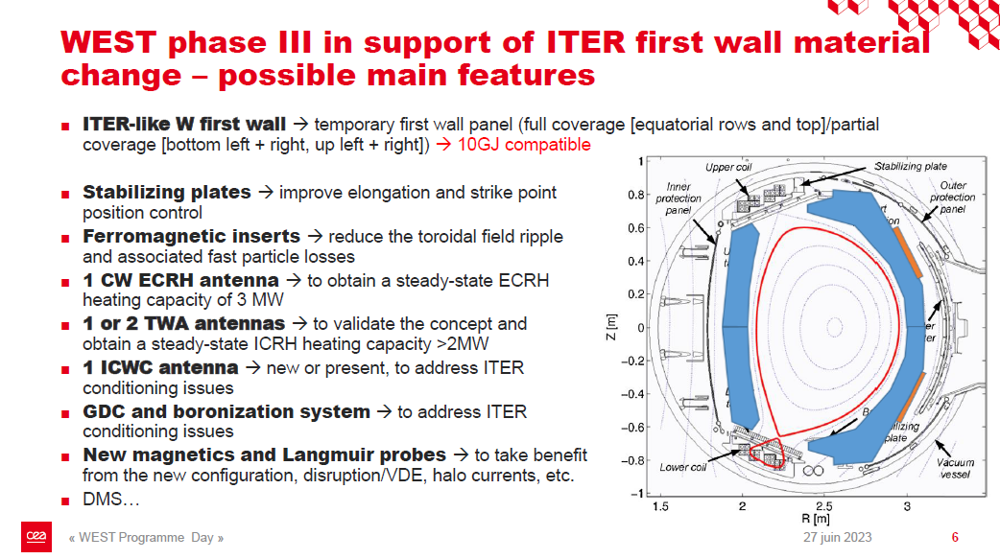 WEST phase III in support of ITER first wall material
change – possible main features
■ ITER-like W first wall → temporary first wall panel (full coverage [equatorial rows and top]/partial
coverage [bottom left + right, up left + right]) → 10GJ compatible
■ Stabilizing plates → improve elongation and strike point
position control
■ Ferromagnetic inserts → reduce the toroidal field ripple
and associated fast particle losses
■ 1 CW ECRH antenna → to obtain a steady-state ECRH
heating capacity of 3 MW
■ 1 or 2 TWA antennas → to validate the concept and
obtain a steady-state ICRH heating capacity >2MW
■ 1 ICWC antenna → new or present, to address ITER
conditioning issues
■ GDC and boronization system → to address ITER
conditioning issues
■ New magnetics and Langmuir probes → to take benefit
from the new configuration, disruption/VDE, halo currents, etc.
■ DMS…
Upper coil
Stabilizing plate
Inner
protection
panel
Outer
protection
panel
Lower coil
plate
Vacuum
vessel
Z [m]
1
0.8
0.6
0.4
0.2
0
−0.2
−0.4
−0.6
−0.8
−1
1.5 2 2.5 3
R [m]
cea
« WEST Programme Day »
27 juin 2023
6